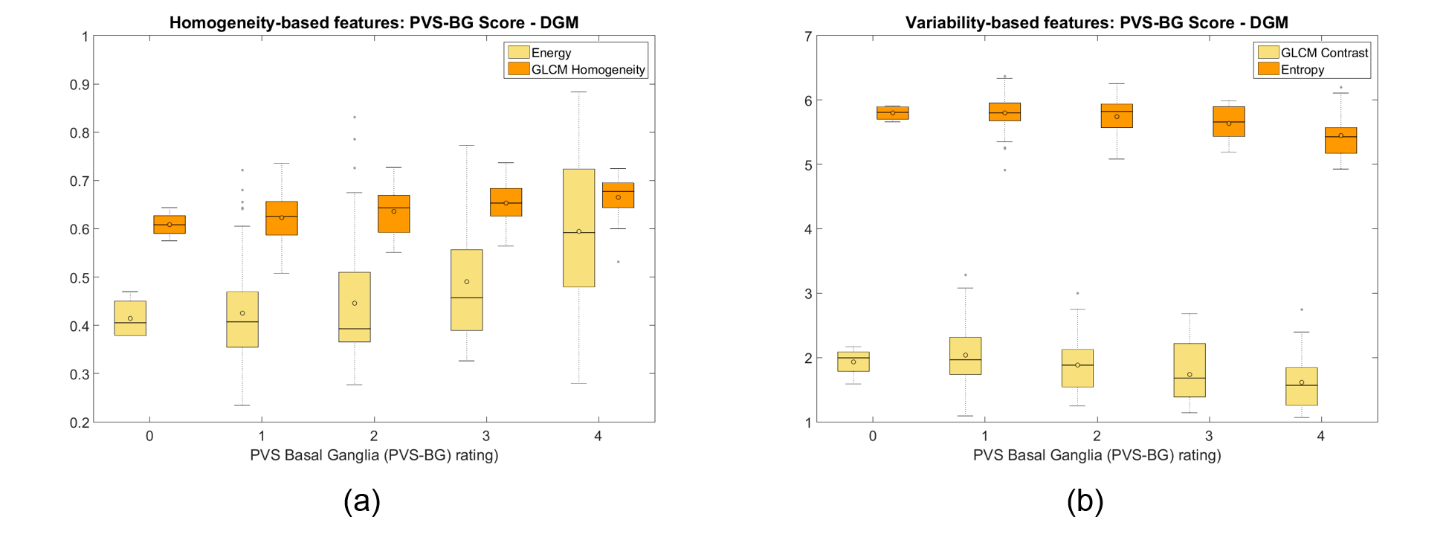 Homogeneity-based features: PVS-BG Score - DGM
Energy
GLCM Homogeneity
1
0.9
0.8
0.7
0.6
0.5
0.4
0.3
0.2
0 1 2 3 4
PVS Basal Ganglia (PVS-BG) rating)
(a)
Variability-based features: PVS-BG Score - DGM
GLCM Contrast
Entropy
7
6
5
4
3
2
1
0 1 2 3 4
PVS Basal Ganglia (PVS-BG) rating)
(b)